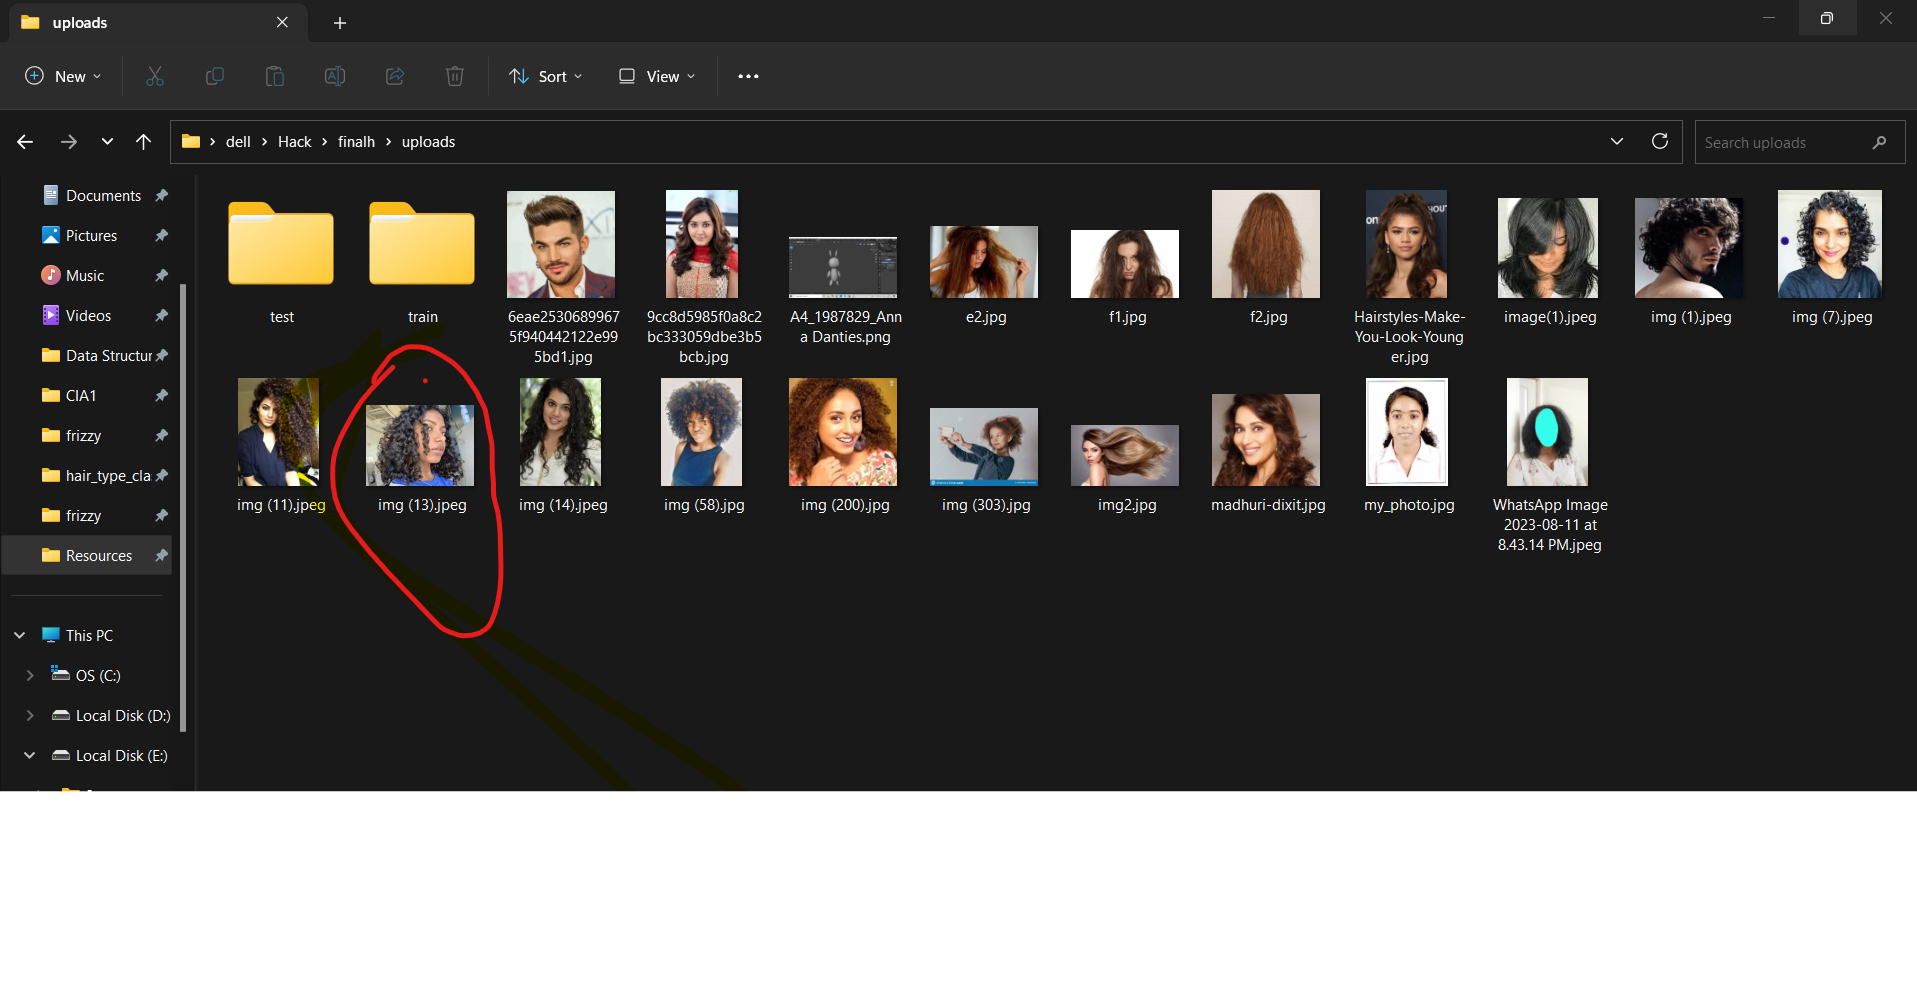 uploads
New
Sort
View
dell > Hack > finalh > uploads
Search uploads
Documents
Pictures
Music
Videos
Data Structur
CIA1
frizzy
hair_type_cla
frizzy
Resources
This PC
OS (C:)
Local Disk (D:)
Local Disk (E:)
test
train
6eae2530689967
5f940442122e99
5bd1.jpg
9cc8d5985f0a8c2
bc333059dbe3b5
bcb.jpg
A4_1987829_Ann
a Danties.png
e2.jpg
f1.jpg
f2.jpg
Hairstyles-Make-
You-Look-Young
er.jpg
image(1).jpeg
img (1).jpeg
img (7).jpeg
img (11).jpeg
img (13).jpeg
img (14).jpeg
img (58).jpg
img (200).jpg
img (303).jpg
img2.jpg
madhuri-dixit.jpg
my_photo.jpg
WhatsApp Image
2023-08-11 at
8.43.14 PM.jpeg